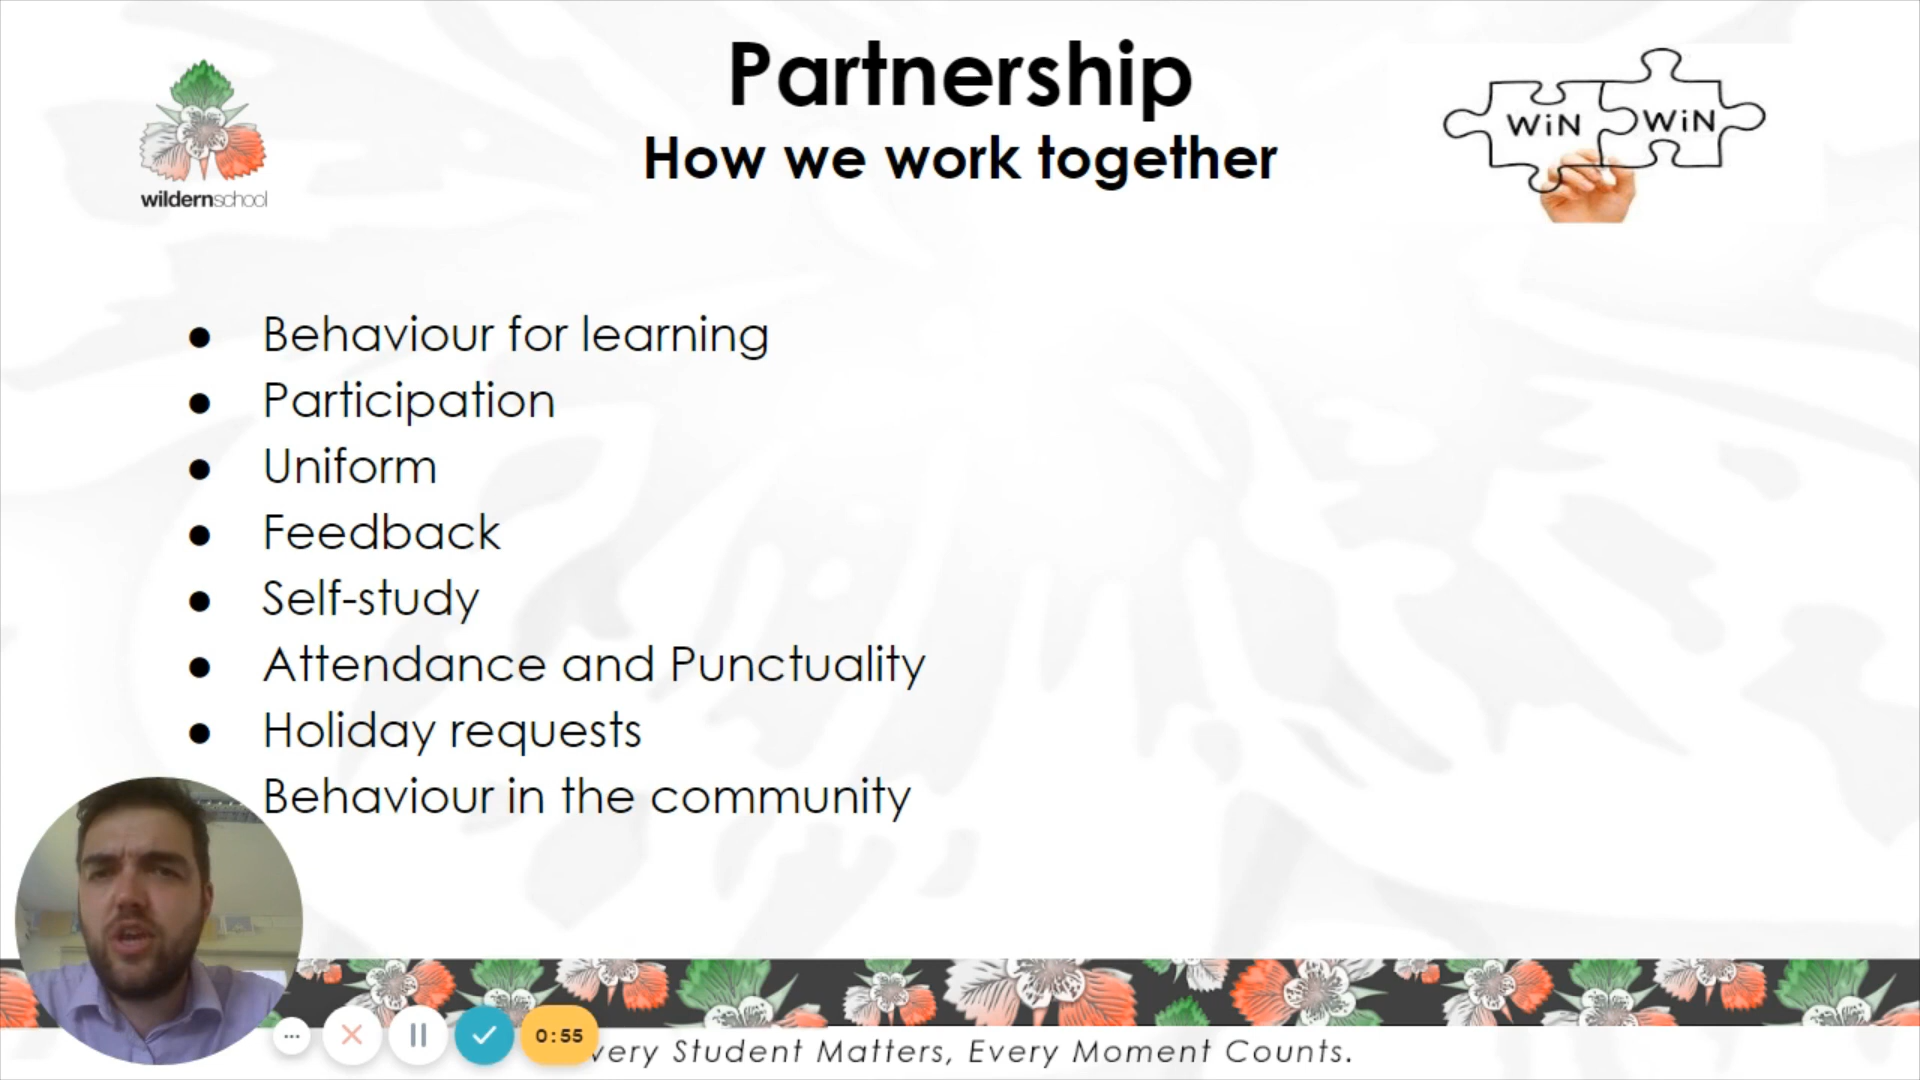 Partnership
How we work together
wildernschool
WiN WiN
● Behaviour for learning
● Participation
● Uniform
● Feedback
● Self-study
● Attendance and Punctuality
● Holiday requests
Behaviour in the community
0:55
very Student Matters, Every Moment Counts.